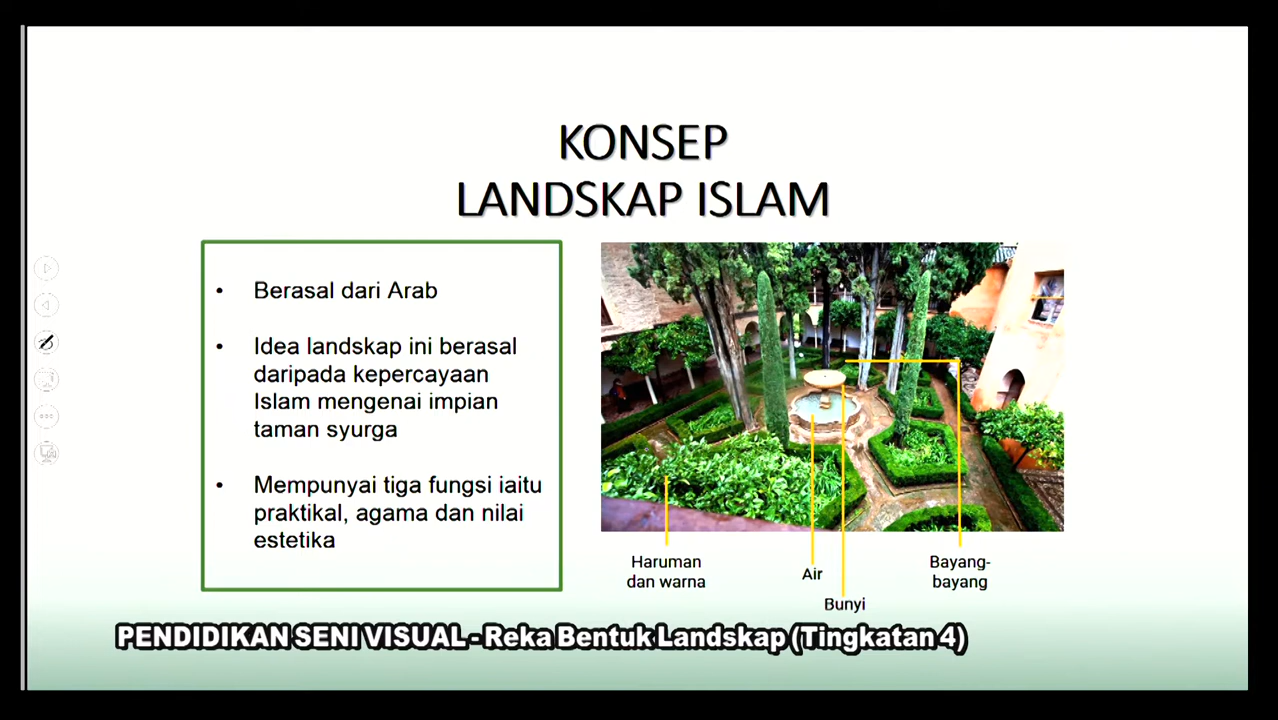 KONSEP
LANDSKAP ISLAM
• Berasal dari Arab
• Idea landskap ini berasal
daripada kepercayaan
Islam mengenai impian
taman syurga
• Mempunyai tiga fungsi iaitu
praktikal, agama dan nilai
estetika
Haruman
dan warna
Air
Bunyi
Bayang-
bayang
PENDIDIKAN SENI VISUAL - Reka Bentuk Landskap (Tingkatan 4)